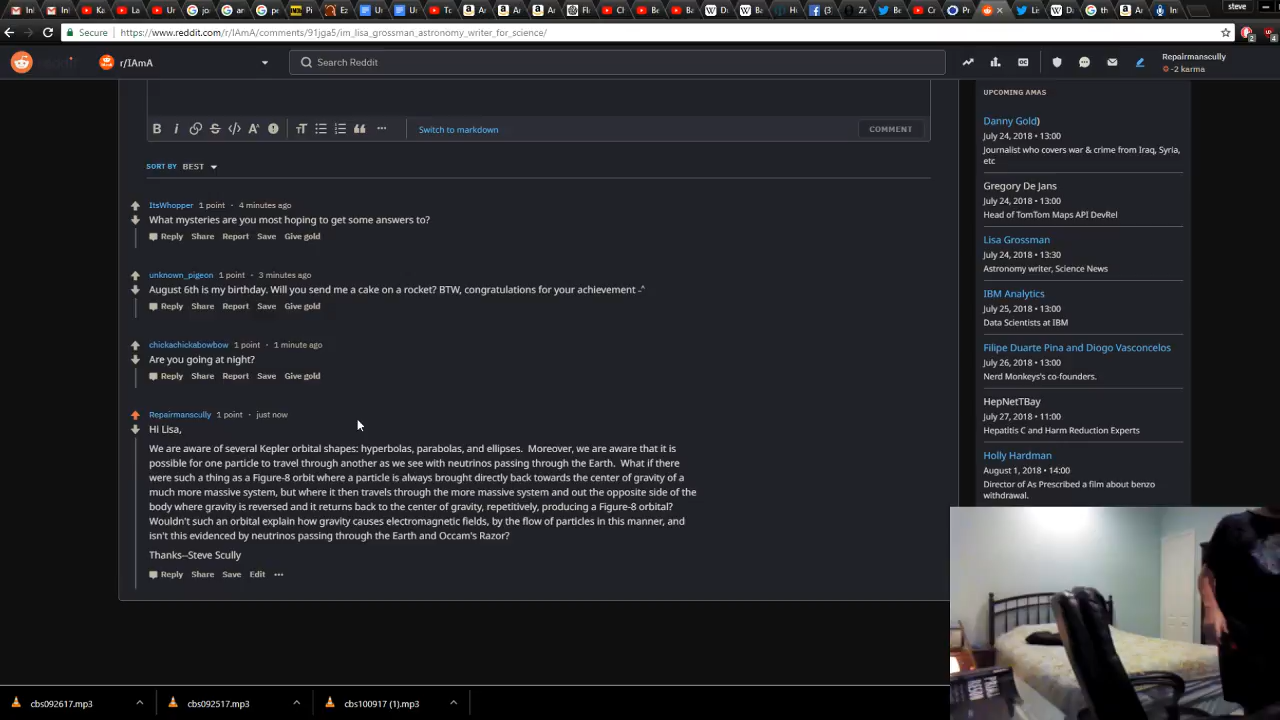 steve
Secure https://www.reddit.com/r/IAmA/comments/91jga5/im_lisa_grossman_astronomy_writer_for_science/
r/IAmA
Search Reddit
Repairmanscully
-2 karma
Switch to markdown
COMMENT
SORT BY BEST
ItsWhopper 1 point · 4 minutes ago
What mysteries are you most hoping to get some answers to?
Reply Share Report Save Give gold
unknown_pigeon 1 point · 3 minutes ago
August 6th is my birthday. Will you send me a cake on a rocket? BTW, congratulations for your achievement -^
Reply Share Report Save Give gold
chickachickabowbow 1 point · 1 minute ago
Are you going at night?
Reply Share Report Save Give gold
Repairmanscully 1 point · just now
Hi Lisa,
We are aware of several Kepler orbital shapes: hyperbolas, parabolas, and ellipses. Moreover, we are aware that it is
possible for one particle to travel through another as we see with neutrinos passing through the Earth. What if there
were such a thing as a Figure-8 orbit where a particle is always brought directly back towards the center of gravity of a
much more massive system, but where it then travels through the more massive system and out the opposite side of the
body where gravity is reversed and it returns back to the center of gravity, repetitively, producing a Figure-8 orbital?
Wouldn't such an orbital explain how gravity causes electromagnetic fields, by the flow of particles in this manner, and
isn't this evidenced by neutrinos passing through the Earth and Occam's Razor?
Thanks--Steve Scully
Reply Share Save Edit
UPCOMING AMAS
Danny Gold)
July 24, 2018 • 13:00
Journalist who covers war & crime from Iraq, Syria,
etc
Gregory De Jans
July 24, 2018 • 13:00
Head of TomTom Maps API DevRel
Lisa Grossman
July 24, 2018 • 13:30
Astronomy writer, Science News
IBM Analytics
July 25, 2018 • 13:00
Data Scientists at IBM
Filipe Duarte Pina and Diogo Vasconcelos
July 26, 2018 • 13:00
Nerd Monkeys's co-founders.
HepNetTBay
July 27, 2018 • 11:00
Hepatitis C and Harm Reduction Experts
Holly Hardman
August 1, 2018 • 14:00
Director of As Prescribed a film about benzo
withdrawal.
cbs092617.mp3
cbs092517.mp3
cbs100917 (1).mp3